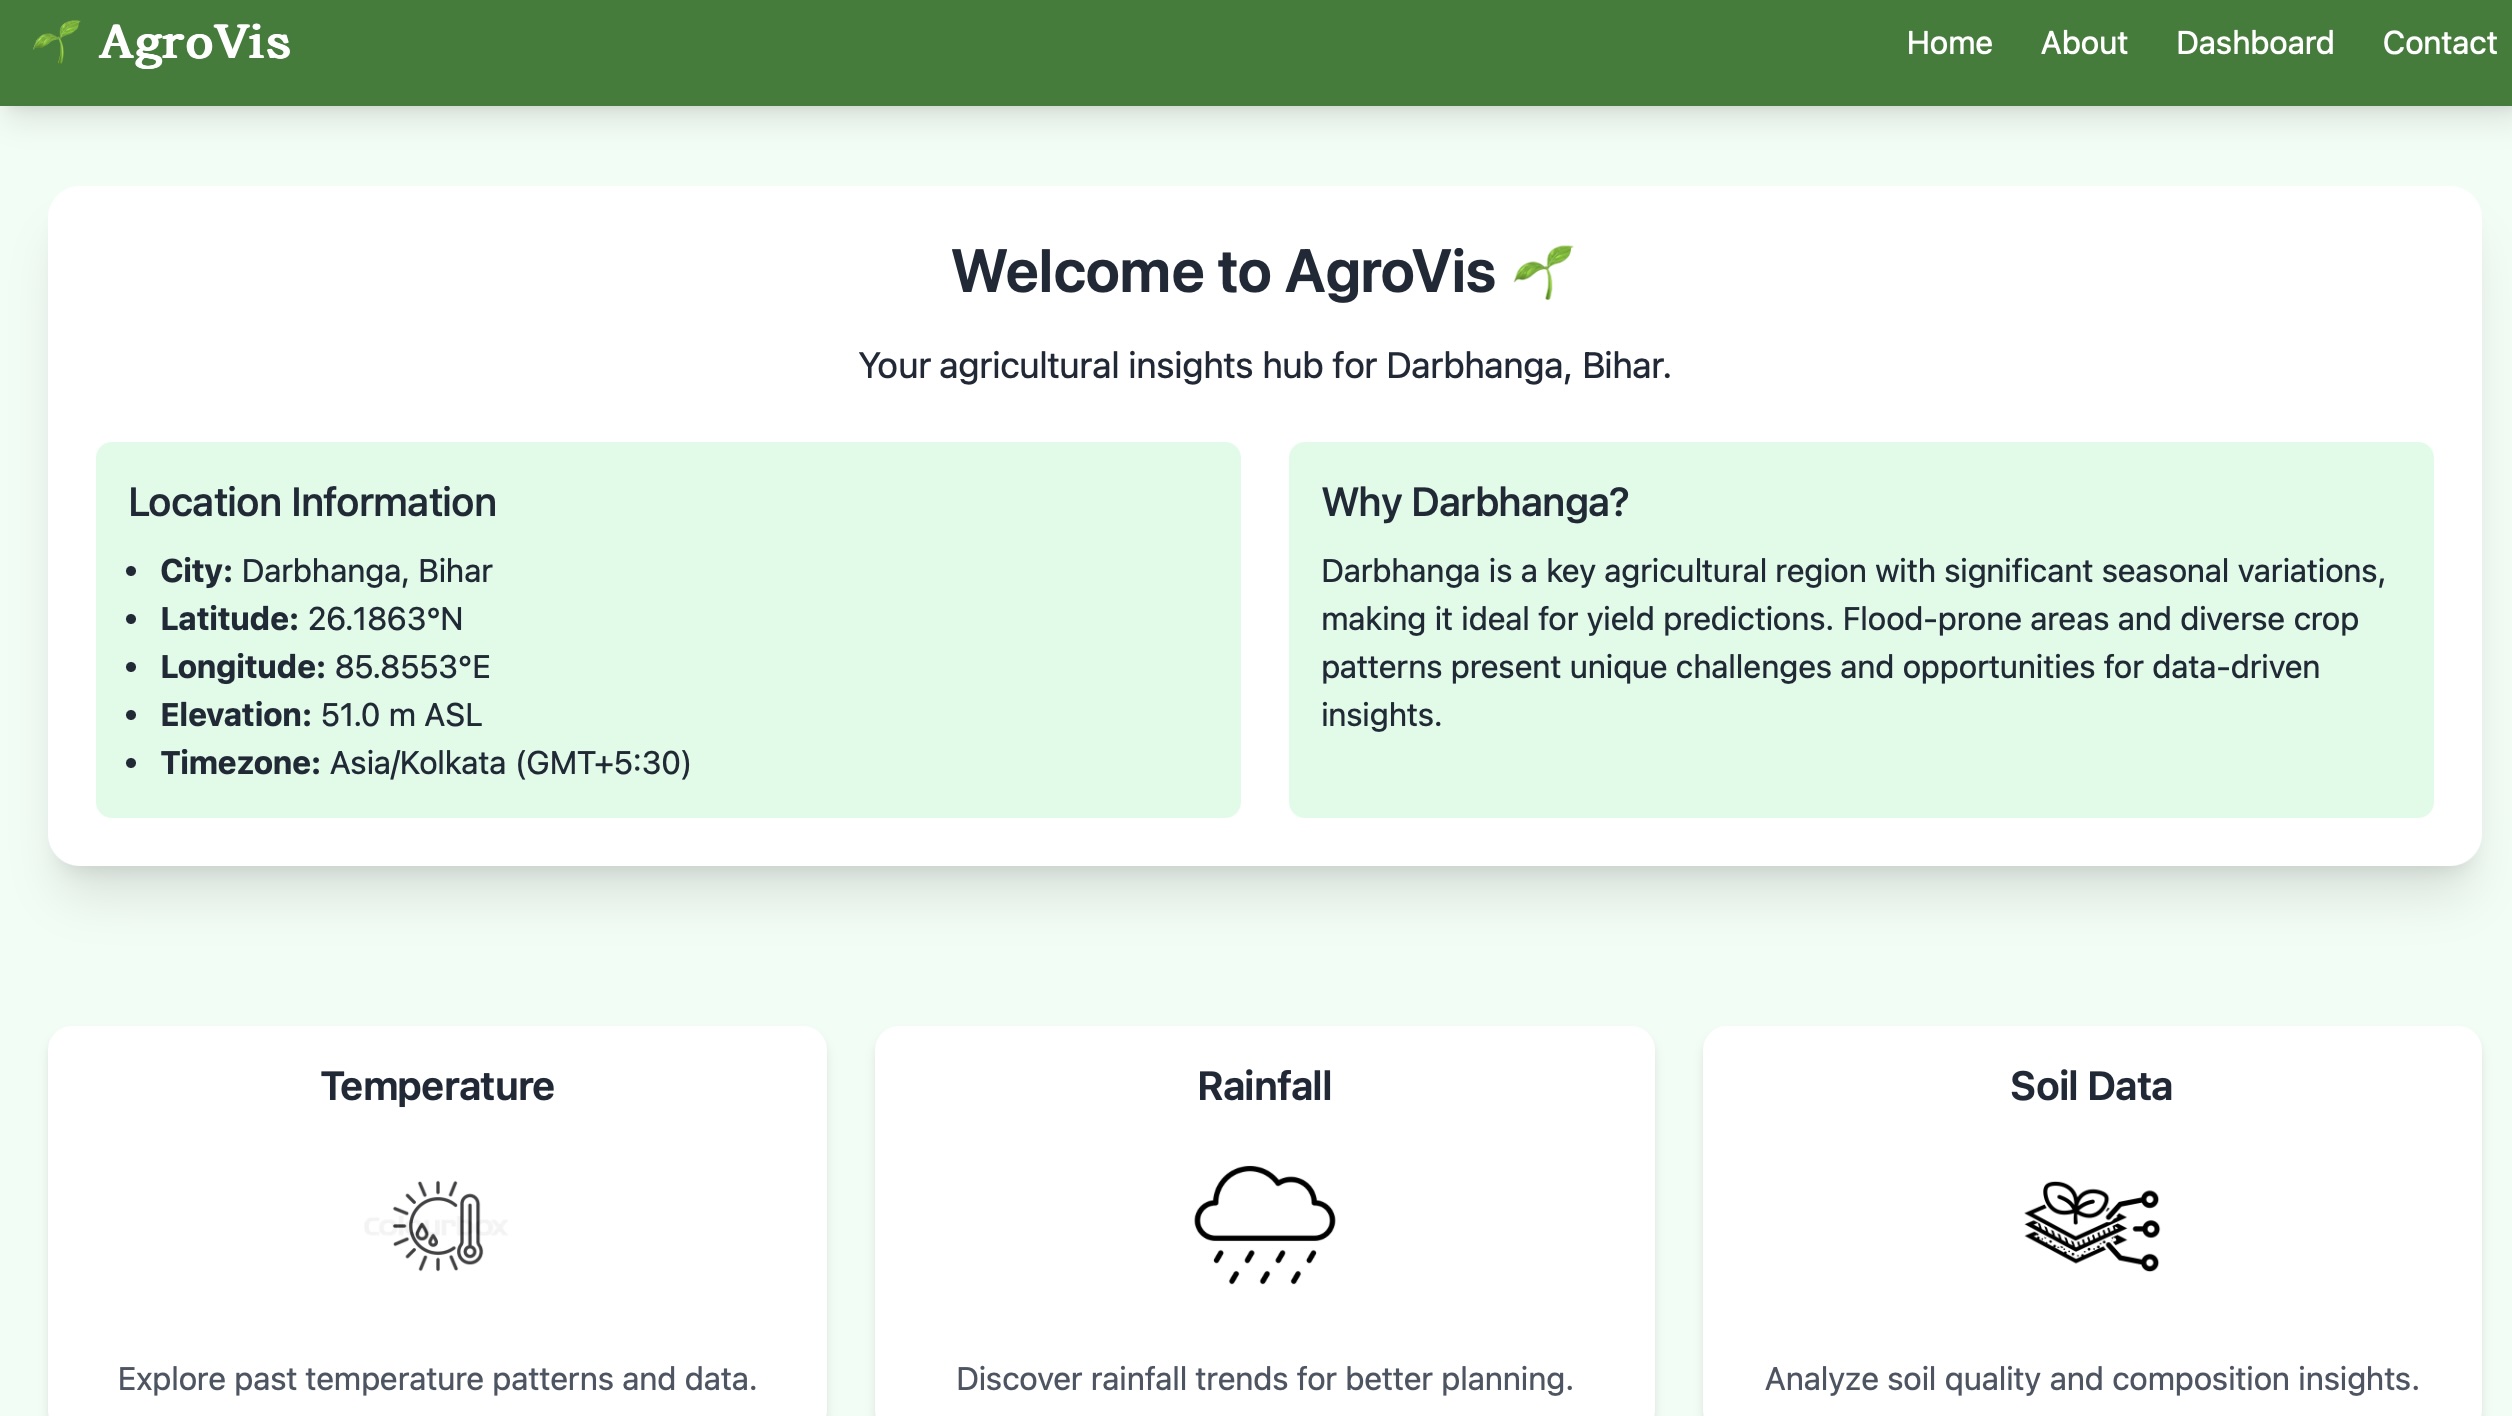 🌱 AgroVis
Home About Dashboard Contact
Welcome to AgroVis 🌱
Your agricultural insights hub for Darbhanga, Bihar.
Location Information
• City: Darbhanga, Bihar
• Latitude: 26.1863°N
• Longitude: 85.8553°E
• Elevation: 51.0 m ASL
• Timezone: Asia/Kolkata (GMT+5:30)
Why Darbhanga?
Darbhanga is a key agricultural region with significant seasonal variations,
making it ideal for yield predictions. Flood-prone areas and diverse crop
patterns present unique challenges and opportunities for data-driven
insights.
Temperature
Explore past temperature patterns and data.
Rainfall
Discover rainfall trends for better planning.
Soil Data
Analyze soil quality and composition insights.